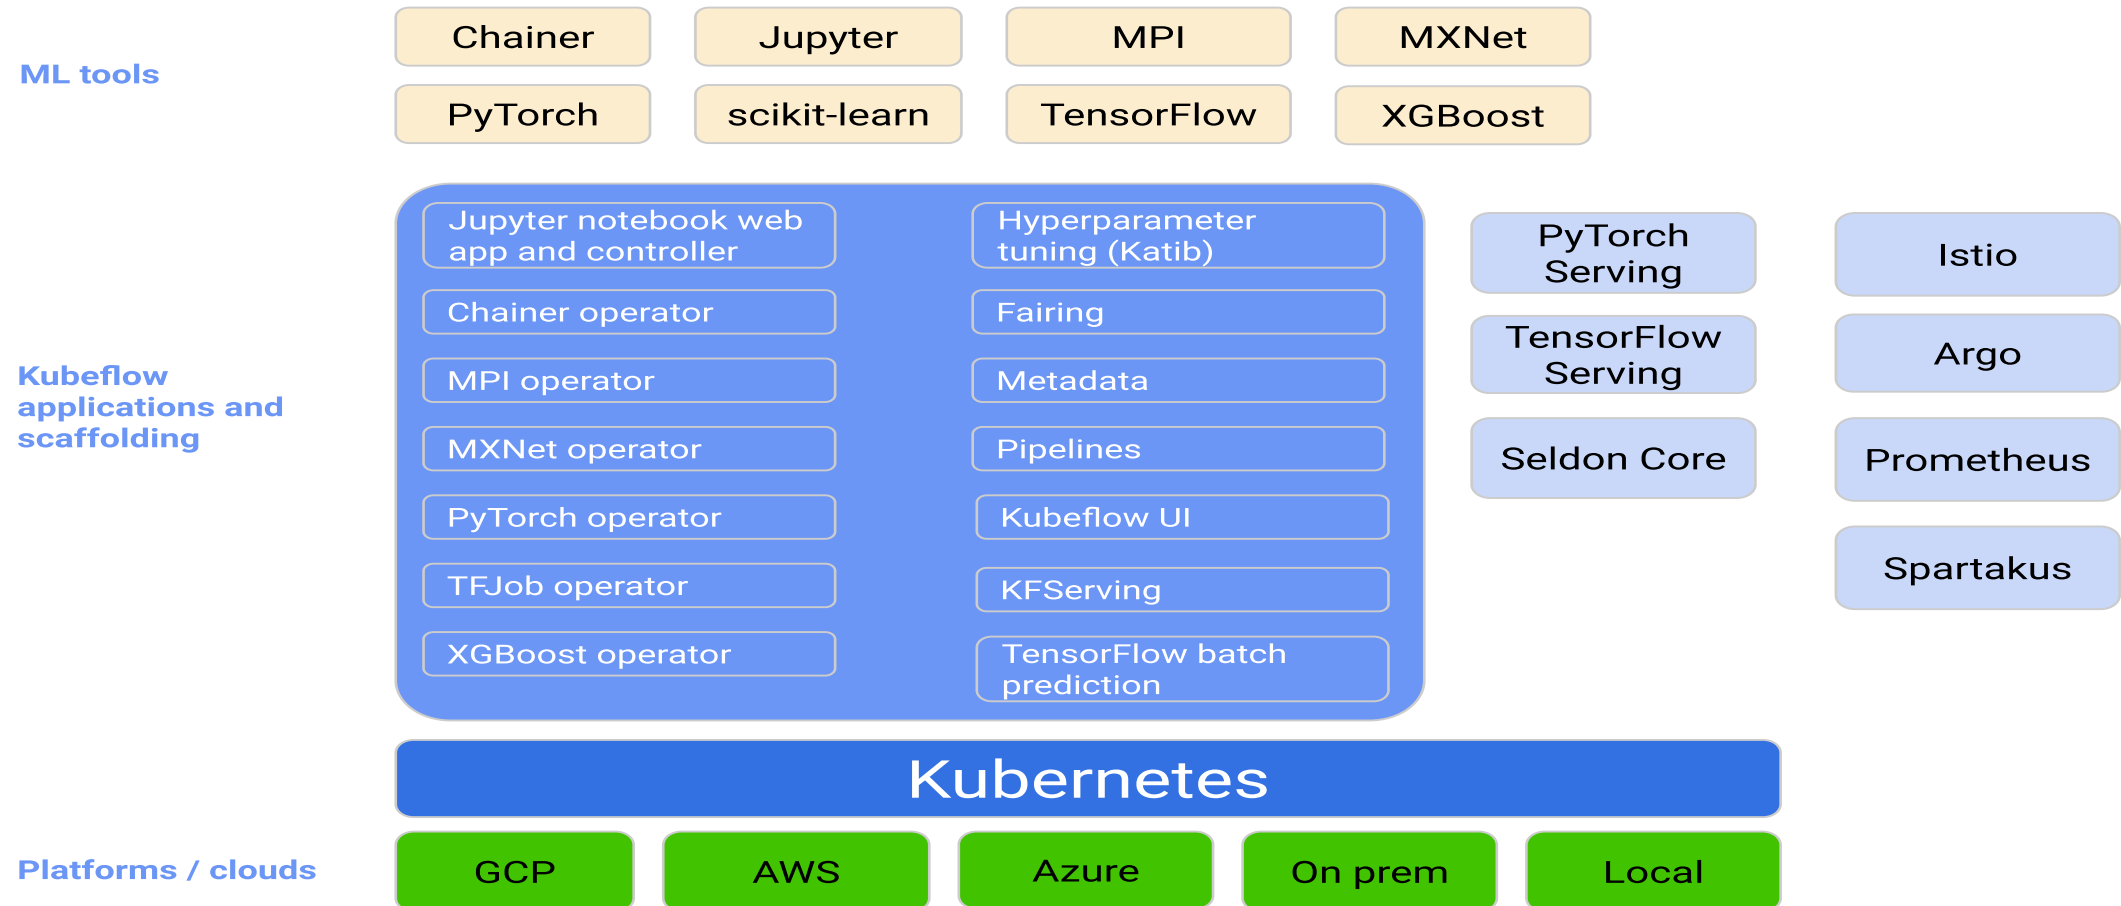 ML tools
Chainer
Jupyter
MPI
MXNet
PyTorch
scikit-learn
TensorFlow
XGBoost
Kubeflow
applications and
scaffolding
Jupyter notebook web
app and controller
Chainer operator
MPI operator
MXNet operator
PyTorch operator
TFJob operator
XGBoost operator
Hyperparameter
tuning (Katib)
Fairing
Metadata
Pipelines
Kubeflow UI
KFServing
TensorFlow batch
prediction
PyTorch
Serving
TensorFlow
Serving
Seldon Core
Istio
Argo
Prometheus
Spartakus
Kubernetes
Platforms / clouds
GCP
AWS
Azure
On prem
Local